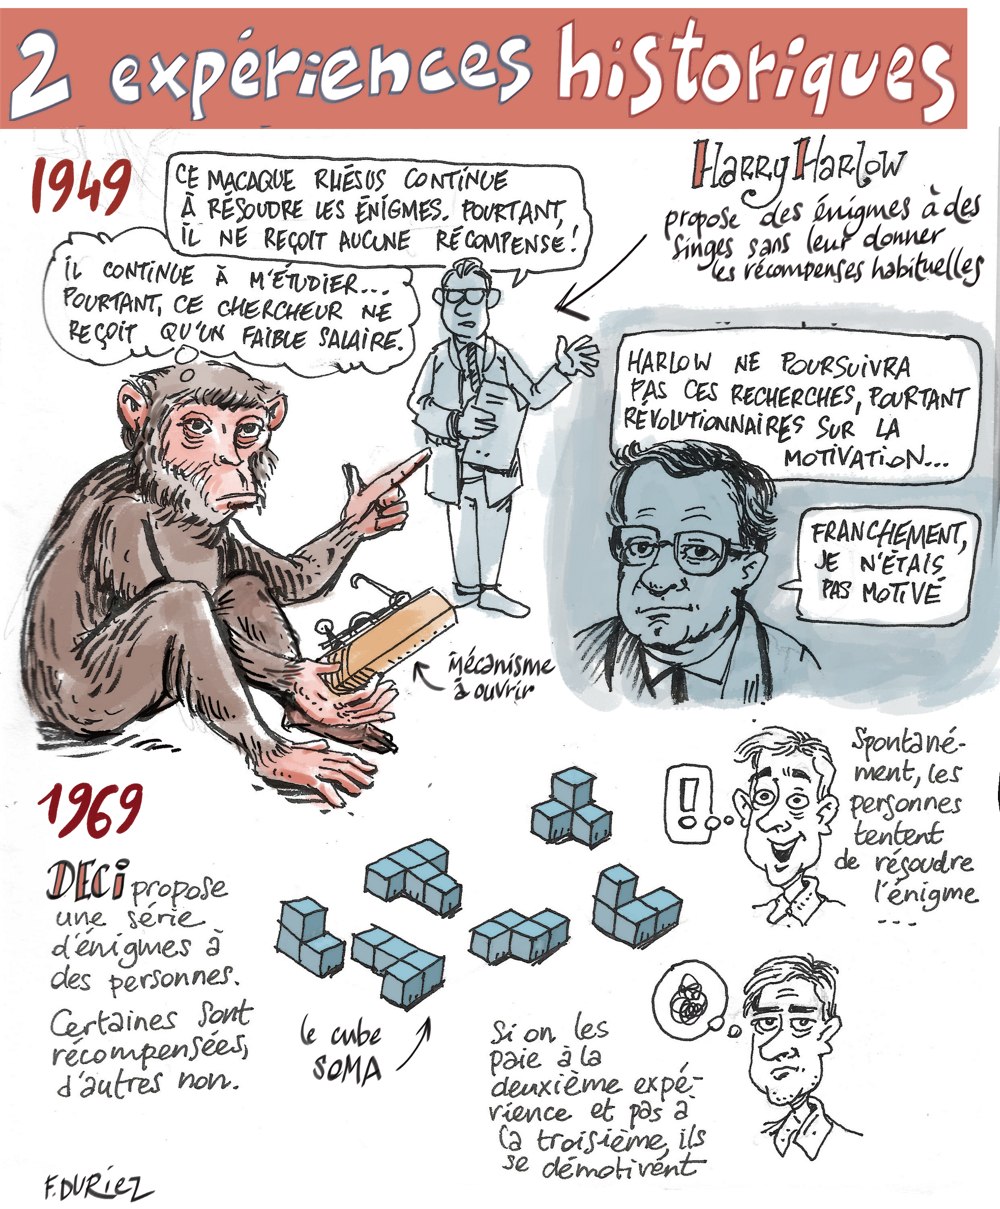 2 expériences historiques
1949
CE MACAQUE RHÉSUS CONTINUE
À RÉSOUDRE LES ÉNIGMES. POURTANT,
IL NE REÇOIT AUCUNE RÉCOMPENSE!
IL CONTINUE À M'ÉTUDIER...
POURTANT, CE CHERCHEUR NE
REÇOIT QU'UN FAIBLE SALAIRE.
HARRY HARLOW
propose des énigmes à des
singes sans leur donner
les récompenses habituelles
HARLOW NE POURSUIVRA
PAS CES RECHERCHES, POURTANT
RÉVOLUTIONNAIRES SUR LA
MOTIVATION...
FRANCHEMENT,
JE N'ÉTAIS
PAS MOTIVÉ
mécanisme
à ouvrir
1969
DECi propose
une série
d'énigmes à
des personnes.
Certaines sont
récompensées,
d'autres non.
le cube
SOMA
!
Spontané-
ment, les
personnes
tentent
de résoudre
l'énigme
...
Si on les
paie à la
deuxième expé-
rience et pas à
la troisième, ils
se démotivent
F. DURIEZ